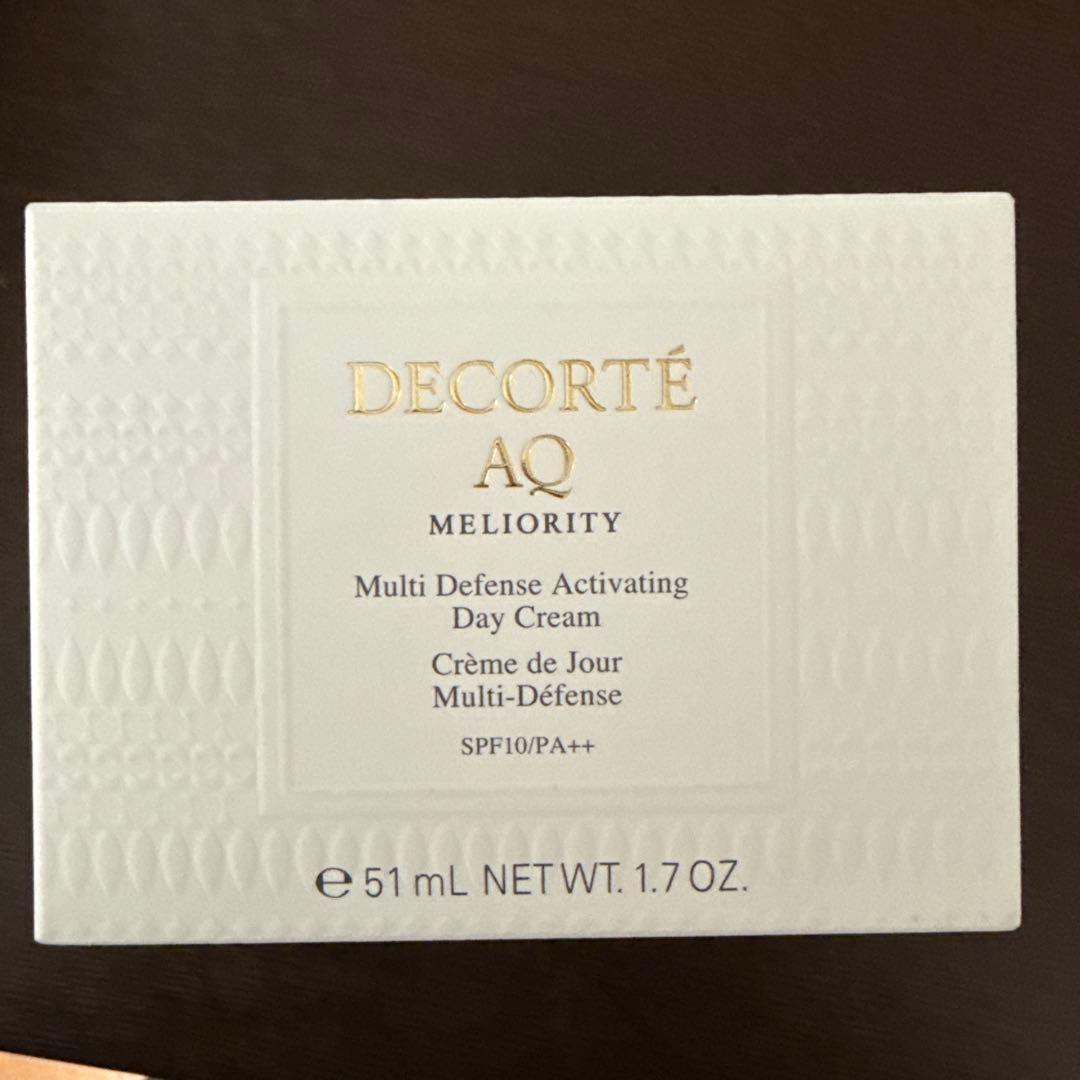 DECORTÉ
AQ
MELIORITY
Multi Defense Activating
Day Cream
Crème de Jour
Multi-Défense
SPF10/PA++
℮ 51 mL NET WT. 1.7 OZ.